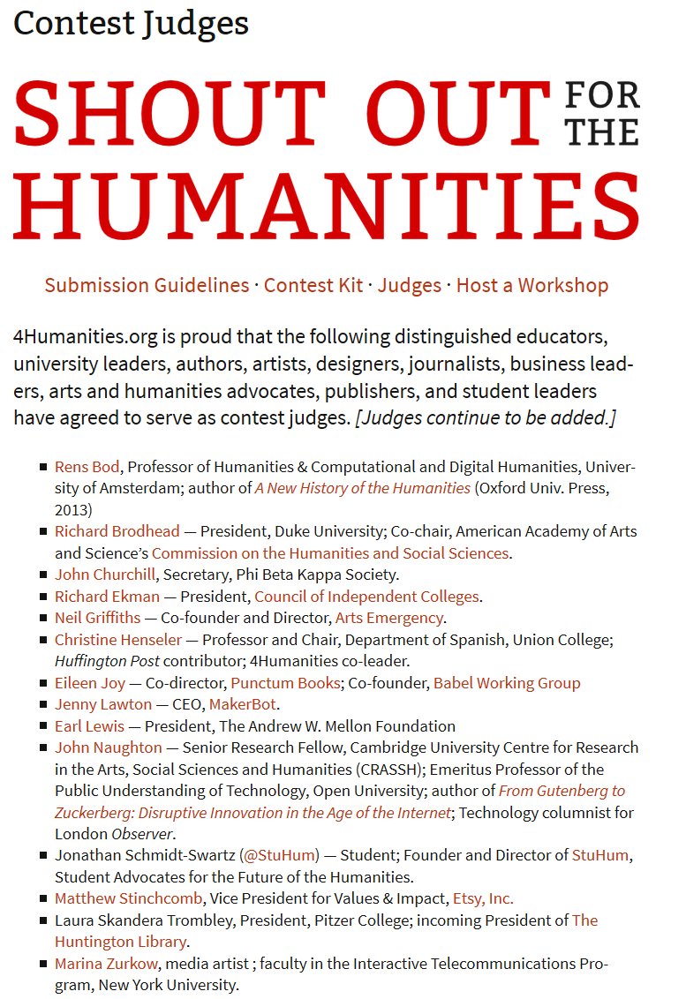 Contest Judges
SHOUT OUT FOR THE
HUMANITIES
Submission Guidelines · Contest Kit · Judges · Host a Workshop
4Humanities.org is proud that the following distinguished educators,
university leaders, authors, artists, designers, journalists, business lead-
ers, arts and humanities advocates, publishers, and student leaders
have agreed to serve as contest judges. [Judges continue to be added.]
■ Rens Bod, Professor of Humanities & Computational and Digital Humanities, Univer-
sity of Amsterdam; author of A New History of the Humanities (Oxford Univ. Press,
2013)
■ Richard Brodhead — President, Duke University; Co-chair, American Academy of Arts
and Science’s Commission on the Humanities and Social Sciences.
■ John Churchill, Secretary, Phi Beta Kappa Society.
■ Richard Ekman — President, Council of Independent Colleges.
■ Neil Griffiths — Co-founder and Director, Arts Emergency.
■ Christine Henseler — Professor and Chair, Department of Spanish, Union College;
Huffington Post contributor; 4Humanities co-leader.
■ Eileen Joy — Co-director, Punctum Books; Co-founder, Babel Working Group
■ Jenny Lawton — CEO, MakerBot.
■ Earl Lewis — President, The Andrew W. Mellon Foundation
■ John Naughton — Senior Research Fellow, Cambridge University Centre for Research
in the Arts, Social Sciences and Humanities (CRASSH); Emeritus Professor of the
Public Understanding of Technology, Open University; author of From Gutenberg to
Zuckerberg: Disruptive Innovation in the Age of the Internet; Technology columnist for
London Observer.
■ Jonathan Schmidt-Swartz (@StuHum) — Student; Founder and Director of StuHum,
Student Advocates for the Future of the Humanities.
■ Matthew Stinchcomb, Vice President for Values & Impact, Etsy, Inc.
■ Laura Skandera Trombley, President, Pitzer College; incoming President of The
Huntington Library.
■ Marina Zurkow, media artist ; faculty in the Interactive Telecommunications Pro-
gram, New York University.